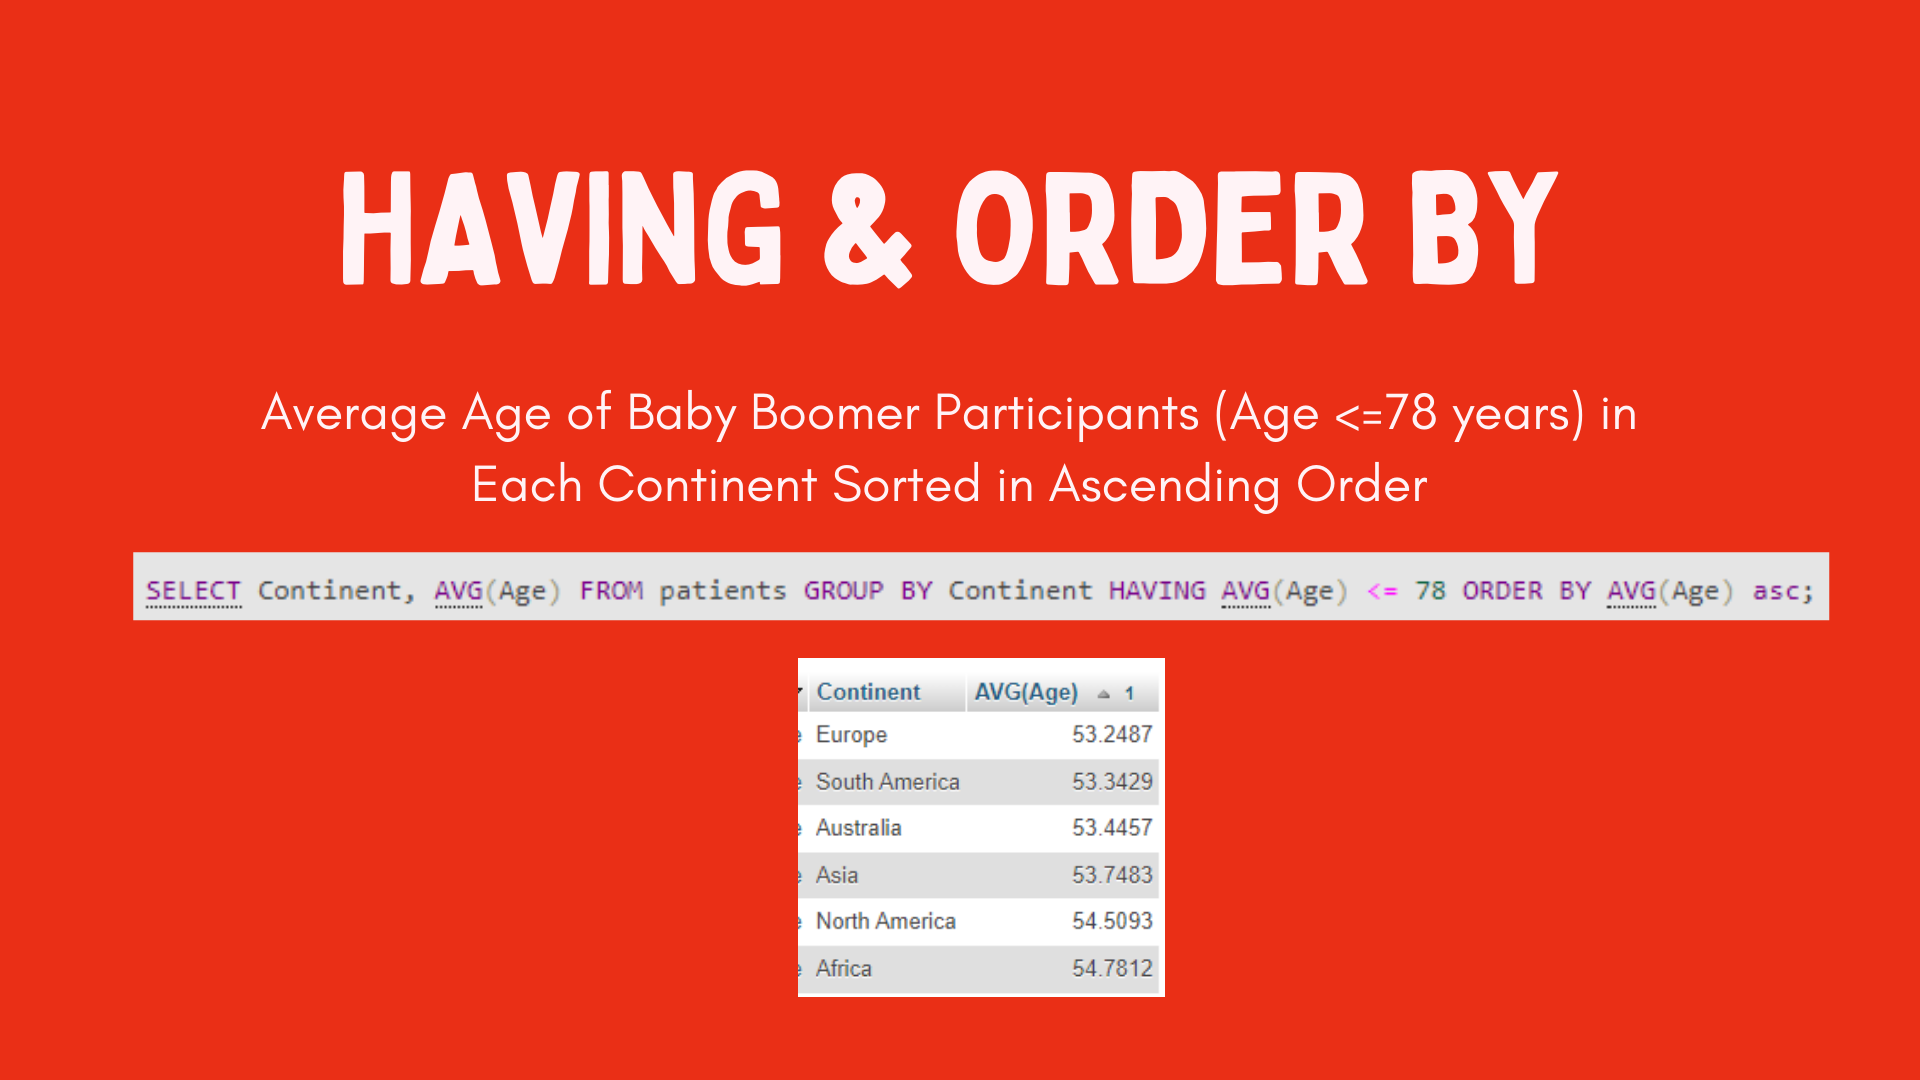 HAVING & ORDER BY
Average Age of Baby Boomer Participants (Age <=78 years) in
Each Continent Sorted in Ascending Order
SELECT Continent, AVG(Age) FROM patients GROUP BY Continent HAVING AVG(Age) <= 78 ORDER BY AVG(Age) asc;
Continent AVG(Age) 1
Europe 53.2487
South America 53.3429
Australia 53.4457
Asia 53.7483
North America 54.5093
Africa 54.7812